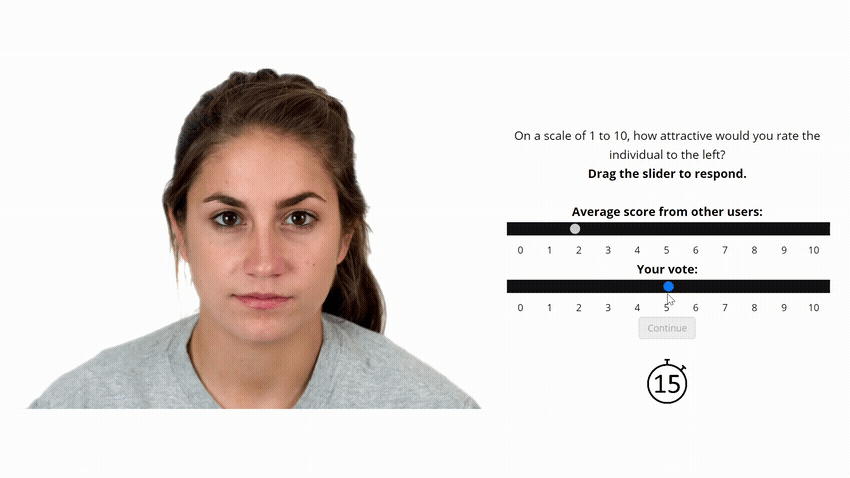 On a scale of 1 to 10, how attractive would you rate the
individual to the left?
Drag the slider to respond.
Average score from other users:
0 1 2 3 4 5 6 7 8 9 10
Your vote:
0 1 2 3 4 5 6 7 8 9 10
Continue
15